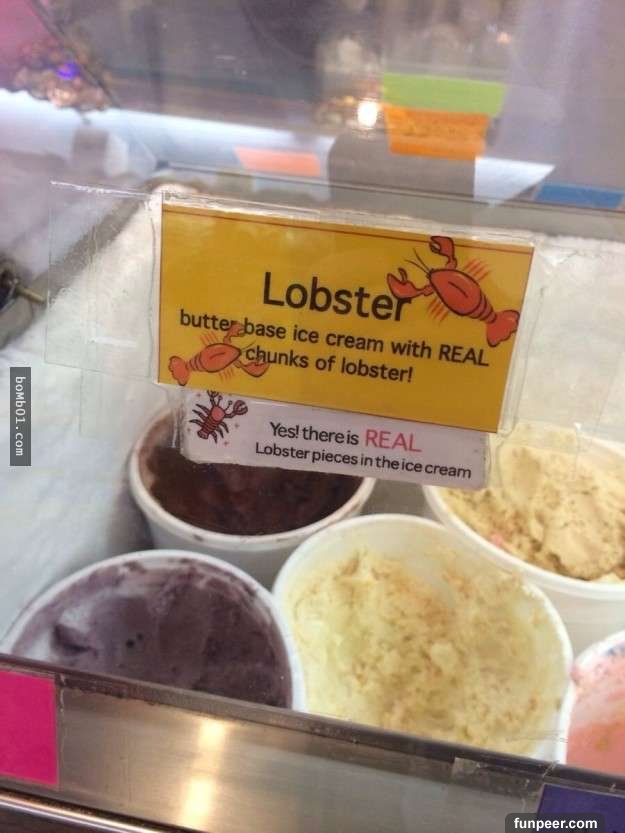 Lobster
butter base ice cream with REAL
chunks of lobster!
Yes! there is REAL
Lobster pieces in the ice cream
boMb01.com
funpeer.com